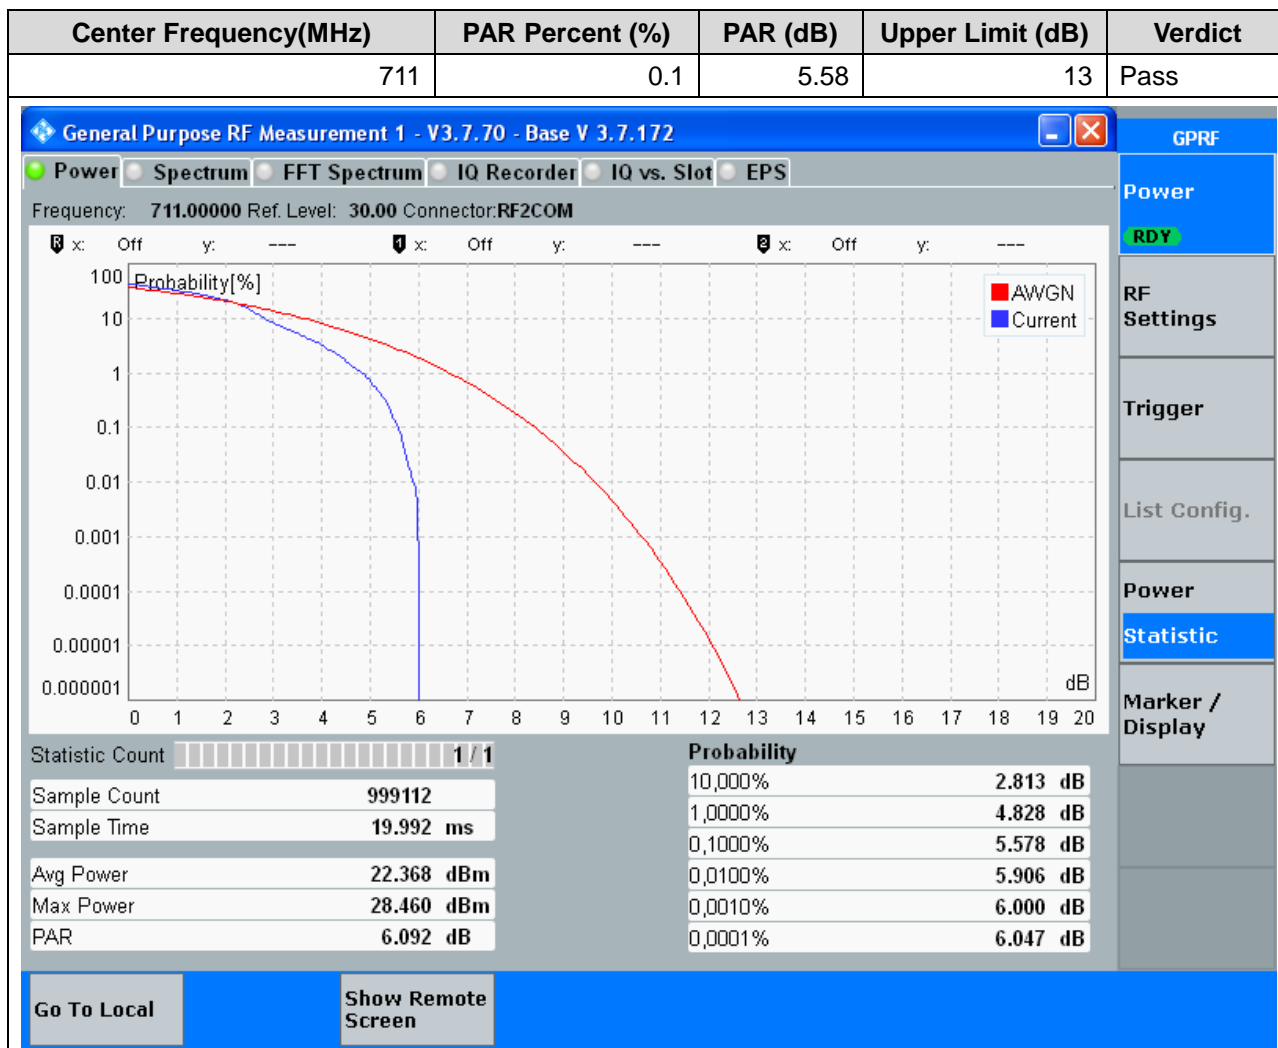 Center Frequency(MHz) PAR Percent (%) PAR (dB) Upper Limit (dB) Verdict
711 0.1 5.58 13 Pass
General Purpose RF Measurement 1 - V3.7.70 - Base V 3.7.172
GPRF
Power Spectrum FFT Spectrum IQ Recorder IQ vs. Slot EPS
Frequency: 711.00000 Ref. Level: 30.00 Connector:RF2COM
R x: Off y: --- 1 x: Off y: --- 2 x: Off y: ---
Probability[%]
100
10
1
0.1
0.01
0.001
0.0001
0.00001
0.000001
AWGN
Current
dB
0 1 2 3 4 5 6 7 8 9 10 11 12 13 14 15 16 17 18 19 20
Statistic Count 1 / 1
Sample Count 999112
Sample Time 19.992 ms
Avg Power 22.368 dBm
Max Power 28.460 dBm
PAR 6.092 dB
Probability
10,000% 2.813 dB
1,0000% 4.828 dB
0,1000% 5.578 dB
0,0100% 5.906 dB
0,0010% 6.000 dB
0,0001% 6.047 dB
Power
RDY
RF
Settings
Trigger
List Config.
Power
Statistic
Marker /
Display
Go To Local
Show Remote
Screen